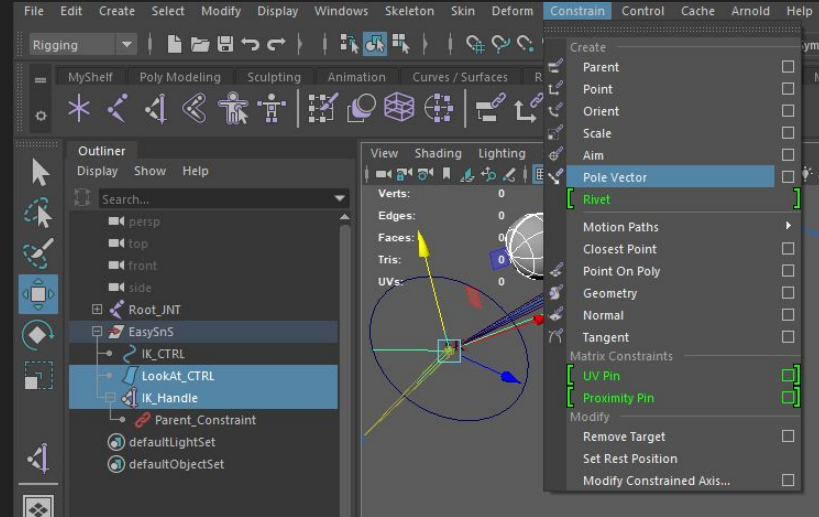 File Edit Create Select Modify Display Windows Skeleton Skin Deform Constrain Control Cache Arnold Help
Rigging
MyShelf Poly Modeling Sculpting Animation Curves / Surfaces
Outliner
Display Show Help
Search...
persp
top
front
side
Root_JNT
EasySnS
IK_CTRL
LookAt_CTRL
IK_Handle
Parent_Constraint
defaultLightSet
defaultObjectSet
View Shading Lighting
Verts: 0
Edges: 0
Faces: 0
Tris: 0
UVs: 0
Create
Parent
Point
Orient
Scale
Aim
Pole Vector
Rivet
Motion Paths
Closest Point
Point On Poly
Geometry
Normal
Tangent
Matrix Constraints
UV Pin
Proximity Pin
Modify
Remove Target
Set Rest Position
Modify Constrained Axis...